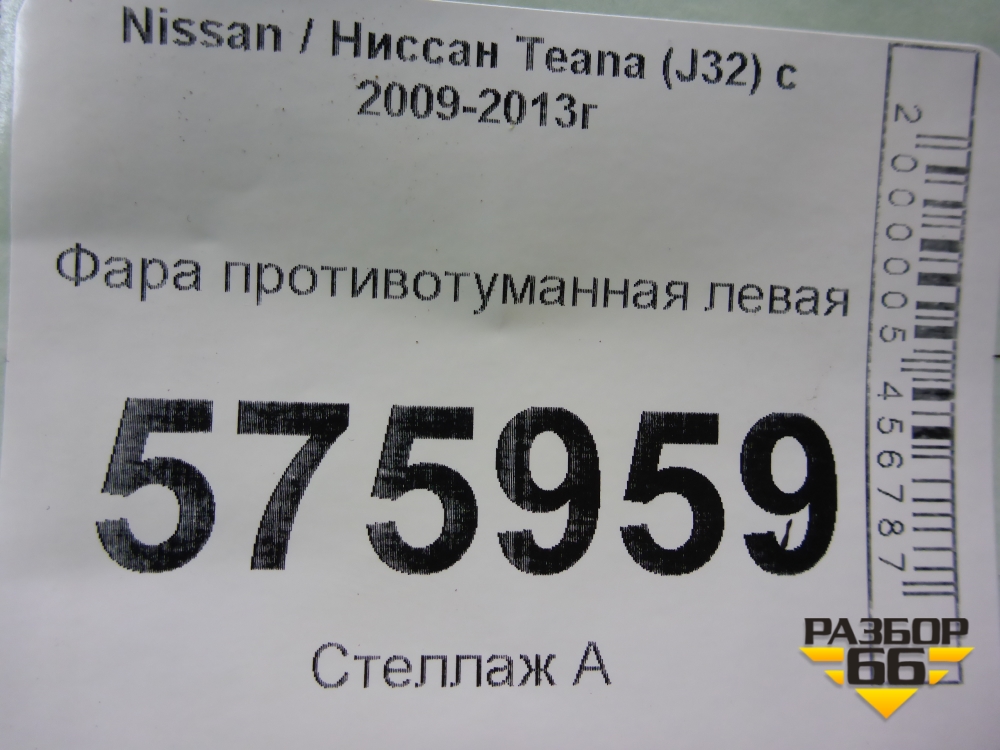 Nissan / Ниссан Teana (J32) с
2009-2013г
Фара противотуманная левая
575959
Стеллаж А
2000005456787
РАЗБОР
66